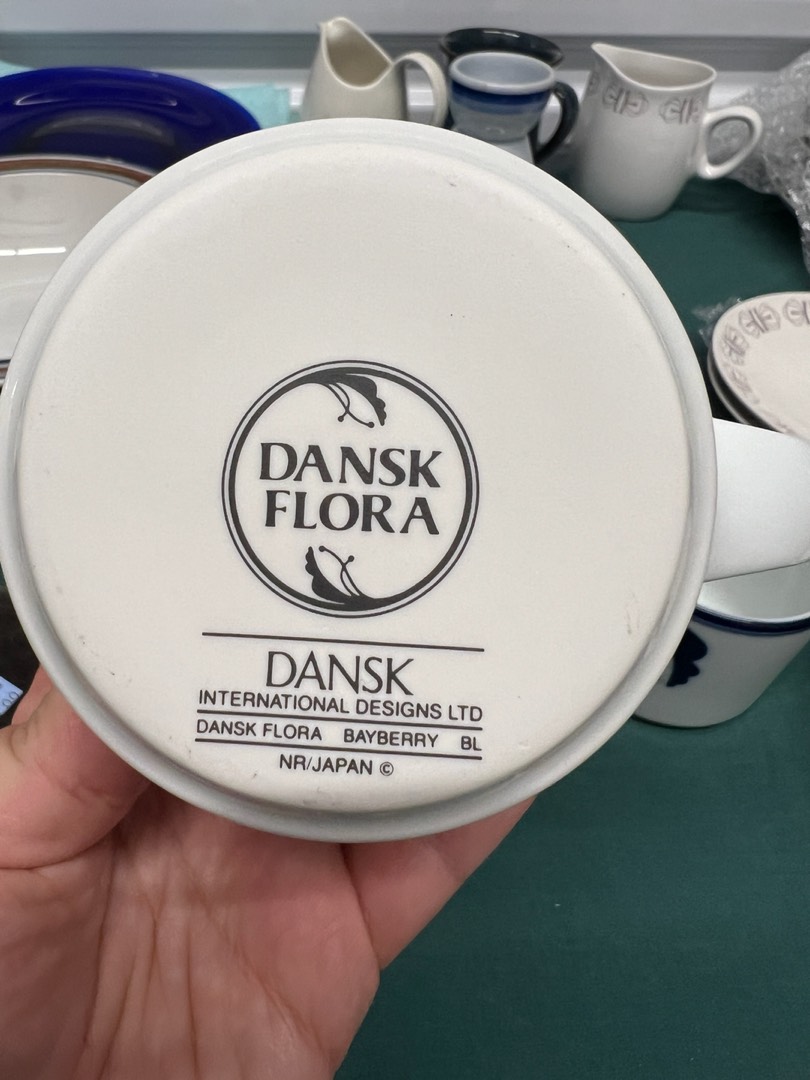 DANSK
FLORA
DANSK
INTERNATIONAL DESIGNS LTD
DANSK FLORA BAYBERRY BL
NR/JAPAN ©